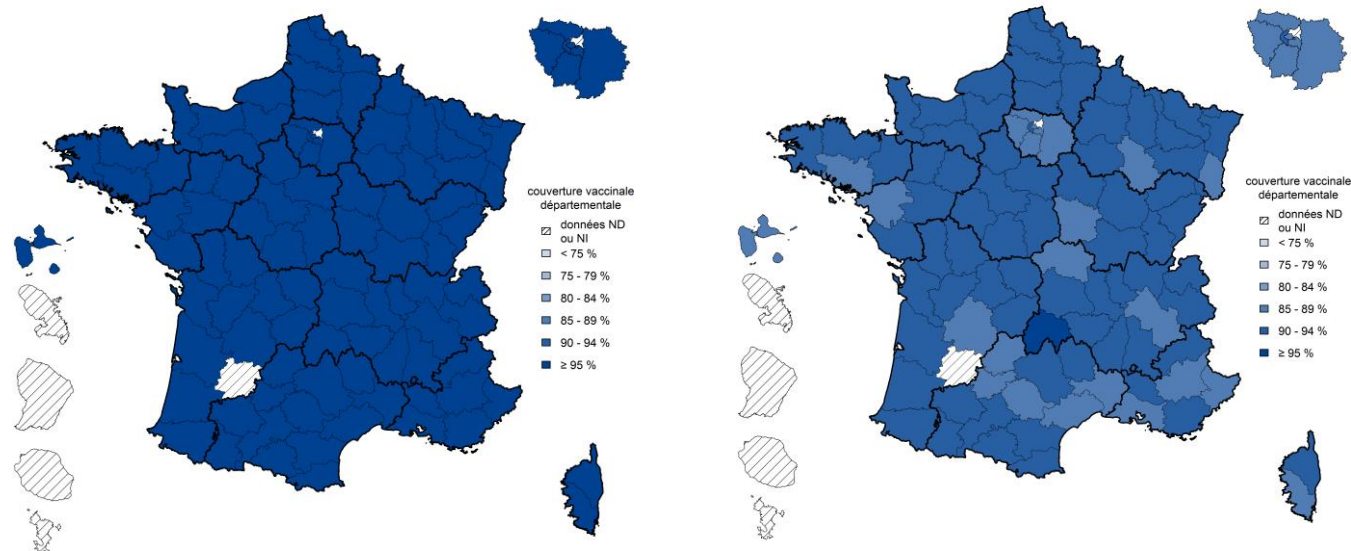 couverture vaccinale
départementale
données ND
ou NI
< 75 %
75 - 79 %
80 - 84 %
85 - 89 %
90 - 94 %
≥ 95 %
couverture vaccinale
départementale
données ND
ou NI
< 75 %
75 - 79 %
80 - 84 %
85 - 89 %
90 - 94 %
≥ 95 %